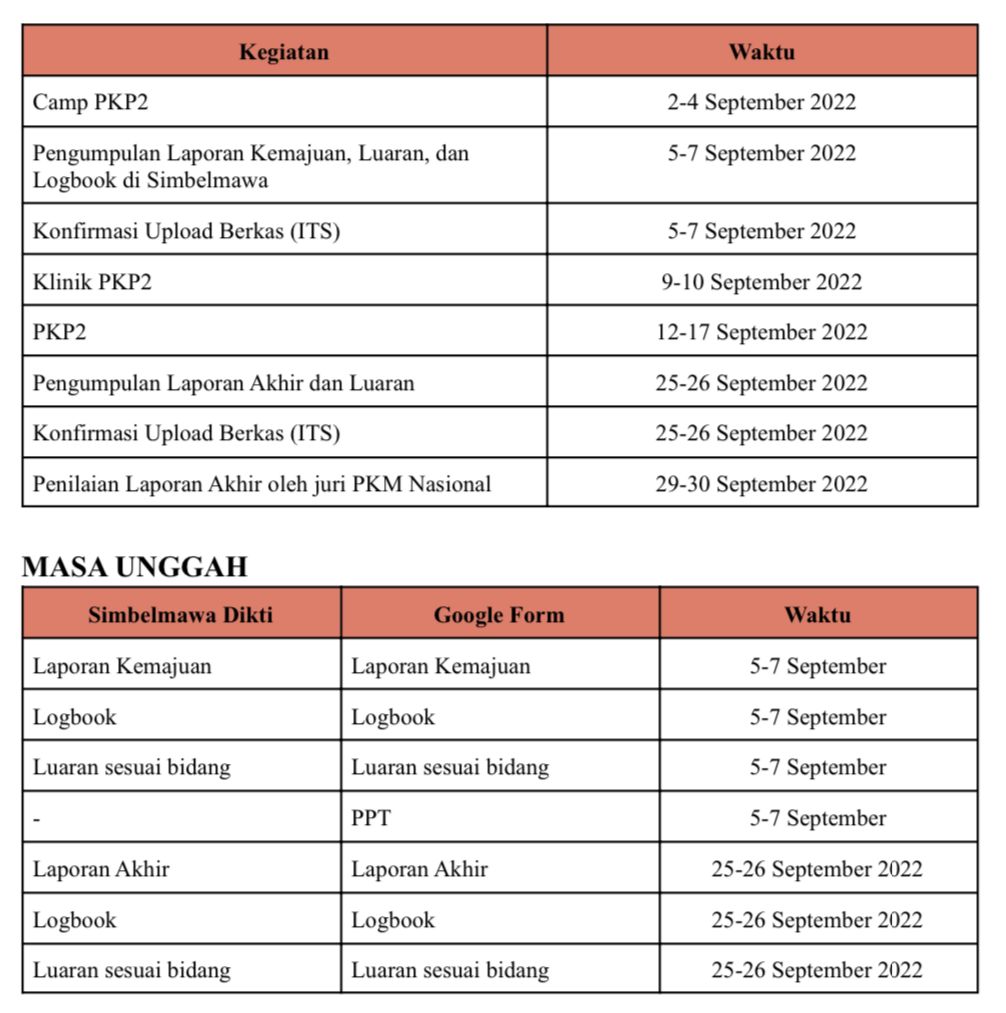 Kegiatan Waktu
Camp PKP2 2-4 September 2022
Pengumpulan Laporan Kemajuan, Luaran, dan 5-7 September 2022
Logbook di Simbelmawa
Konfirmasi Upload Berkas (ITS) 5-7 September 2022
Klinik PKP2 9-10 September 2022
PKP2 12-17 September 2022
Pengumpulan Laporan Akhir dan Luaran 25-26 September 2022
Konfirmasi Upload Berkas (ITS) 25-26 September 2022
Penilaian Laporan Akhir oleh juri PKM Nasional 29-30 September 2022
MASA UNGGAH
Simbelmawa Dikti Google Form Waktu
Laporan Kemajuan Laporan Kemajuan 5-7 September
Logbook Logbook 5-7 September
Luaran sesuai bidang Luaran sesuai bidang 5-7 September
- PPT 5-7 September
Laporan Akhir Laporan Akhir 25-26 September 2022
Logbook Logbook 25-26 September 2022
Luaran sesuai bidang Luaran sesuai bidang 25-26 September 2022